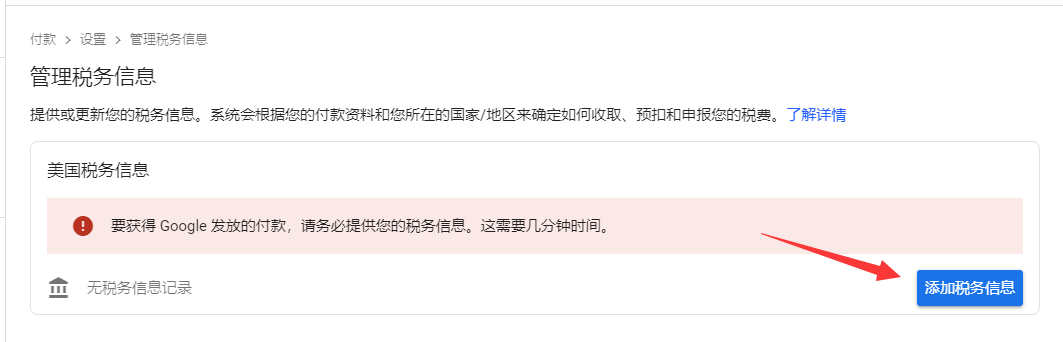 付款 > 设置 > 管理税务信息
管理税务信息
提供或更新您的税务信息。系统会根据您的付款资料和您所在的国家/地区来确定如何收取、预扣和申报您的税费。了解详情
美国税务信息
要获得 Google 发放的付款，请务必提供您的税务信息。这需要几分钟时间。
无税务信息记录
添加税务信息